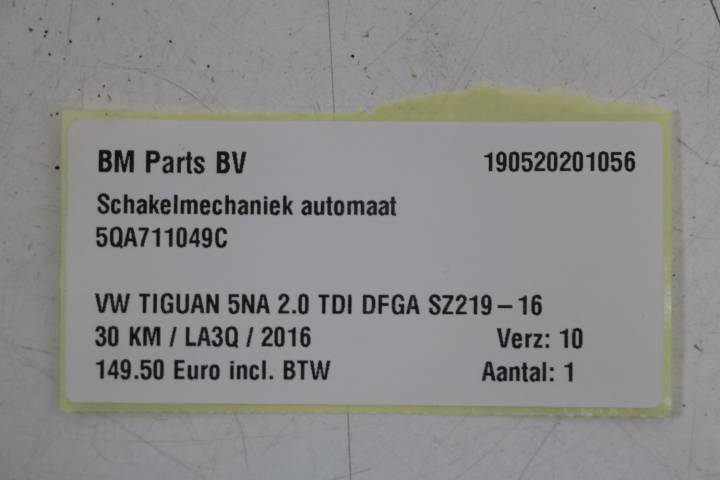 BM Parts BV 190520201056
Schakelmechaniek automaat
5QA711049C
VW TIGUAN 5NA 2.0 TDI DFGA SZ219 – 16
30 KM / LA3Q / 2016 Verz: 10
149.50 Euro incl. BTW Aantal: 1